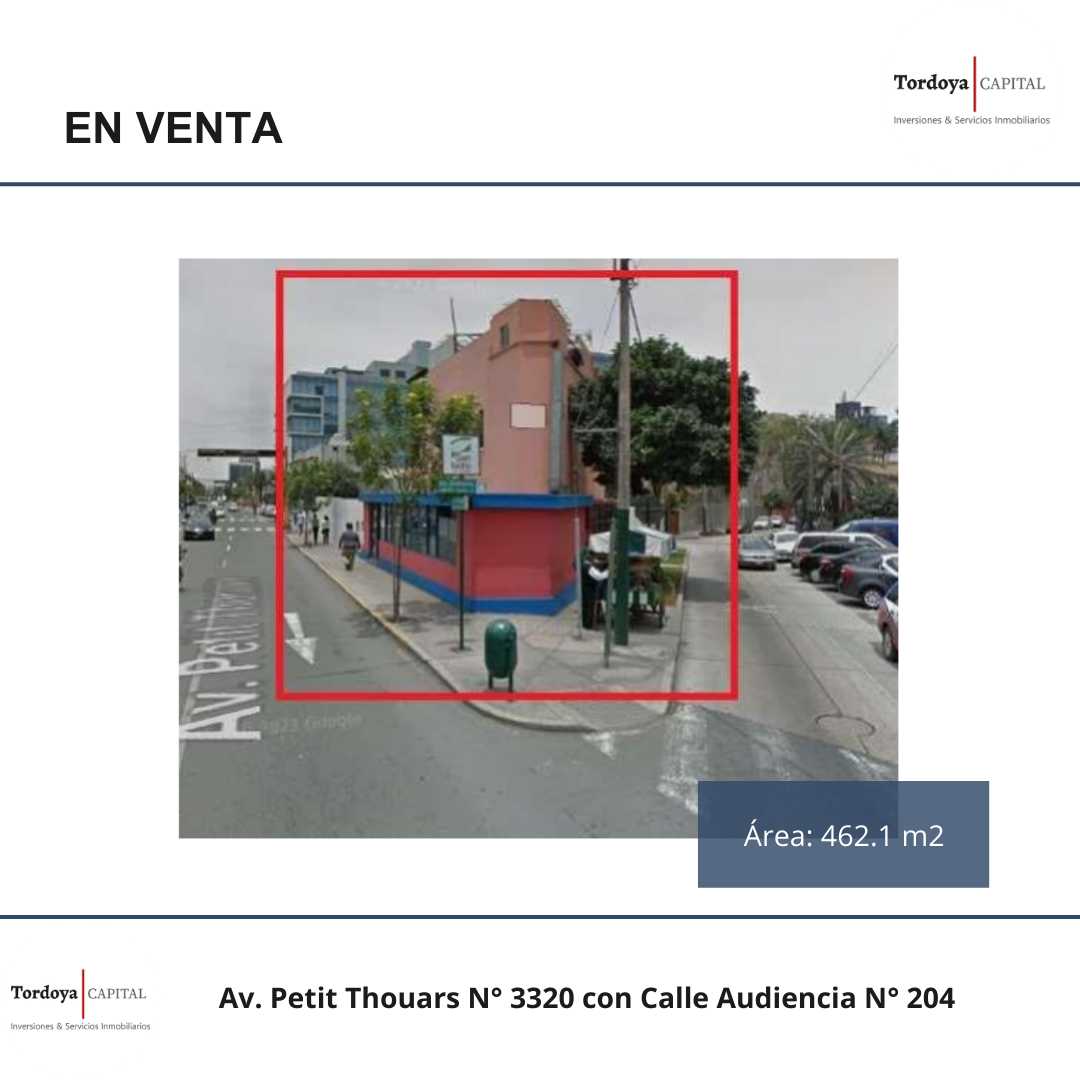 EN VENTA
Tordoya CAPITAL
Inversiones & Servicios Inmobiliarios
Av. Petit Thouars
© 2023 Google
Área: 462.1 m2
Tordoya CAPITAL
Inversiones & Servicios Inmobiliarios
Av. Petit Thouars N° 3320 con Calle Audiencia N° 204